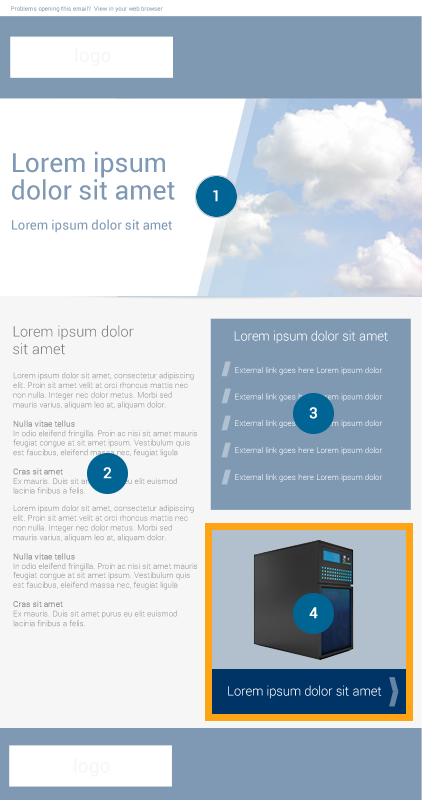 Problems opening this email? View in your web browser
logo
Lorem ipsum
dolor sit amet
Lorem ipsum dolor sit amet
1
Lorem ipsum dolor
sit amet
Lorem ipsum dolor sit amet, consectetur adipiscing
elit. Proin sit amet velit at orci rhoncus mattis nec
non nulla. Integer nec dolor metus. Morbi sed
mauris varius, aliquam leo at, aliquam dolor.
Nulla vitae tellus
In odio eleifend fringilla. Proin ac nisi sit amet mauris
feugiat congue at sit amet ipsum. Vestibulum quis
est faucibus, eleifend massa nec, feugiat ligula
Cras sit amet
Ex mauris. Duis sit eu euismod
lacinia finibus a felis.
2
Lorem ipsum dolor sit amet, consectetur adipiscing
elit. Proin sit amet velit at orci rhoncus mattis nec
non nulla. Integer nec dolor metus. Morbi sed
mauris varius, aliquam leo at, aliquam dolor.
Nulla vitae tellus
In odio eleifend fringilla. Proin ac nisi sit amet mauris
feugiat congue at sit amet ipsum. Vestibulum quis
est faucibus, eleifend massa nec, feugiat ligula
Cras sit amet
Ex mauris. Duis sit amet purus eu elit euismod
lacinia finibus a felis.
Lorem ipsum dolor sit amet
External link goes here Lorem ipsum dolor
External link goes Lorem ipsum dolor
External link goes Lorem ipsum dolor
External link goes here Lorem ipsum dolor
External link goes here Lorem ipsum dolor
3
4
Lorem ipsum dolor sit amet
logo